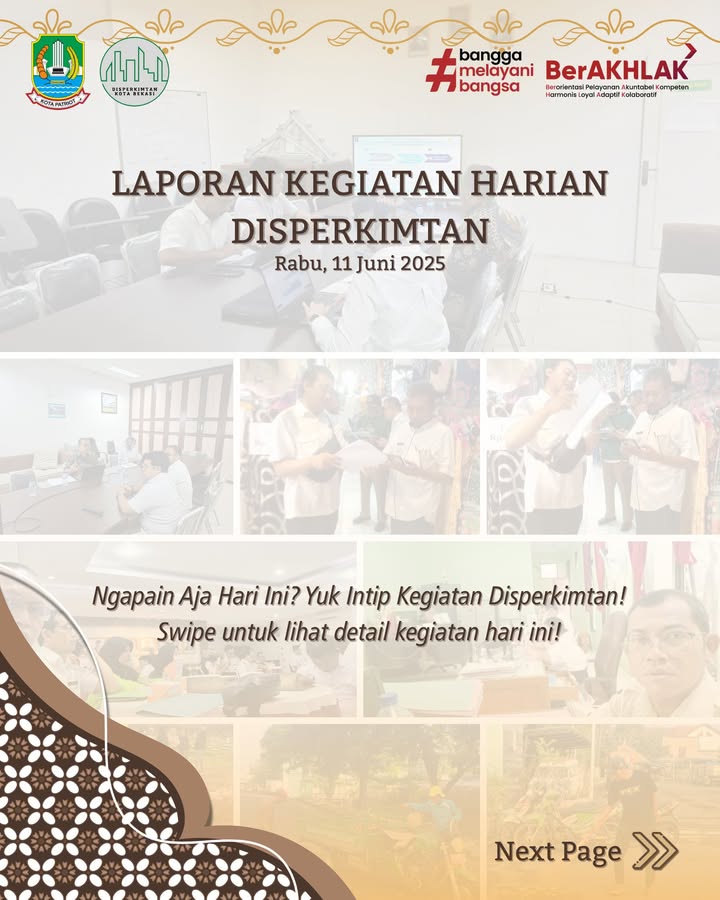 KOTA PATRIOT
DISPERKIMTAN
KOTA BEKASI
#bangga
melayani
bangsa
BerAKHLAK
Berorientasi Pelayanan Akuntabel Kompeten
Harmonis Loyal Adaptif Kolaboratif
LAPORAN KEGIATAN HARIAN
DISPERKIMTAN
Rabu, 11 Juni 2025
Ngapain Aja Hari Ini? Yuk Intip Kegiatan Disperkimtan!
Swipe untuk lihat detail kegiatan hari ini!
Next Page